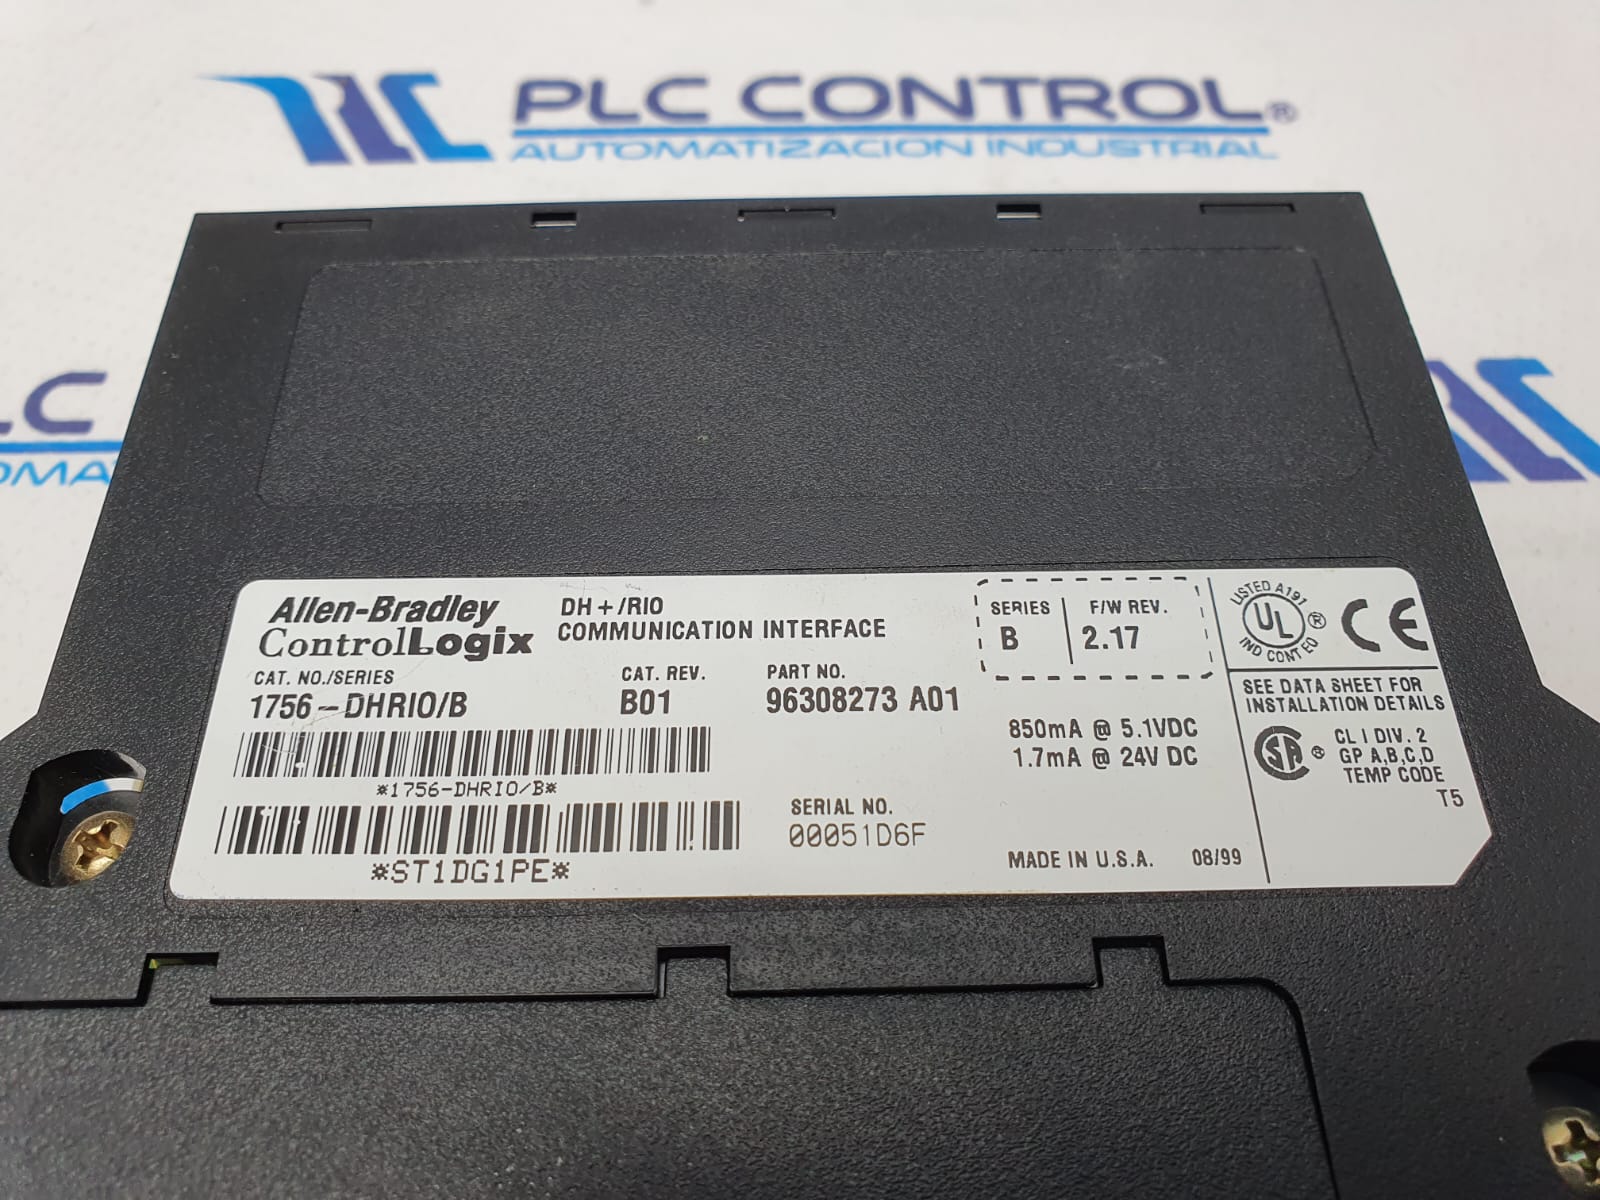 PLC CONTROL®
AUTOMATIZACION INDUSTRIAL
Allen-Bradley
ControlLogix
DH+/RIO
COMMUNICATION INTERFACE
SERIES
B
F/W REV.
2.17
CAT. NO./SERIES
1756-DHRIO/B
CAT. REV.
B01
PART NO.
96308273 A01
*1756-DHRIO/B*
*ST1DG1PE*
SERIAL NO.
00051D6F
850mA @ 5.1VDC
1.7mA @ 24V DC
MADE IN U.S.A. 08/99
LISTED A197
UL ®
IND CONT EQ
CE
SEE DATA SHEET FOR
INSTALLATION DETAILS
SA ®
CL I DIV. 2
GP A,B,C,D
TEMP CODE
T5